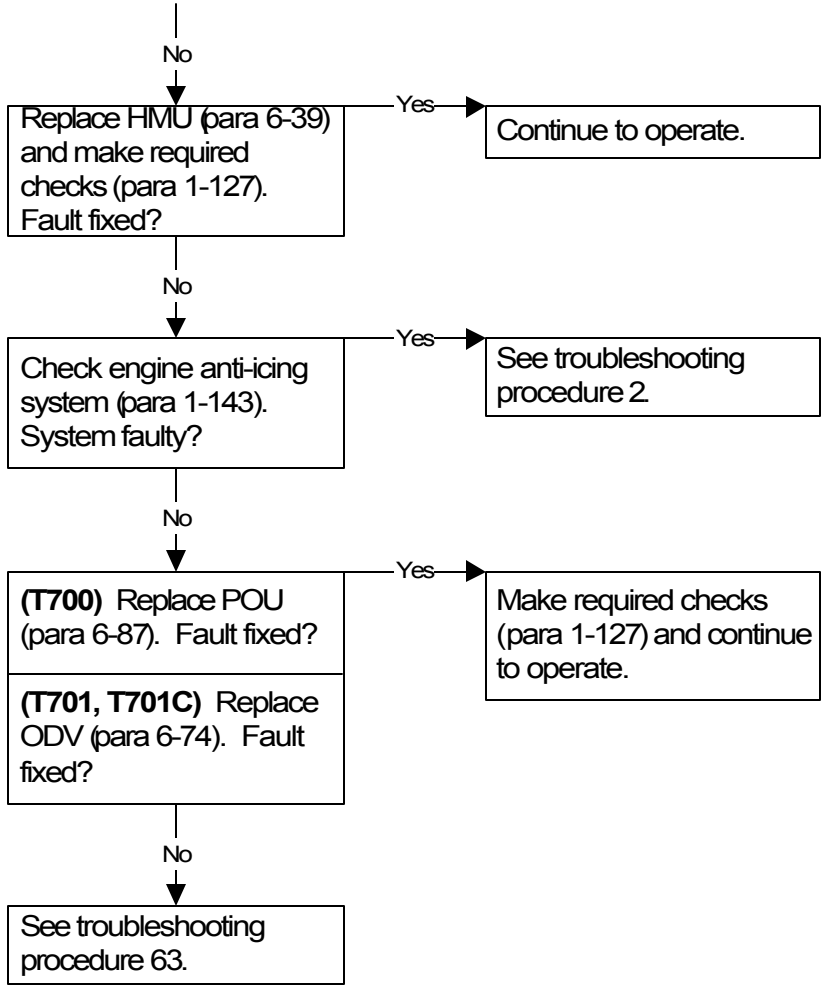 No
Replace HMU (para 6-39)
and make required
checks (para 1-127).
Fault fixed?
Yes
Continue to operate.
No
Check engine anti-icing
system (para 1-143).
System faulty?
Yes
See troubleshooting
procedure 2.
No
(T700) Replace POU
(para 6-87). Fault fixed?
(T701, T701C) Replace
ODV (para 6-74). Fault
fixed?
Yes
Make required checks
(para 1-127) and continue
to operate.
No
See troubleshooting
procedure 63.